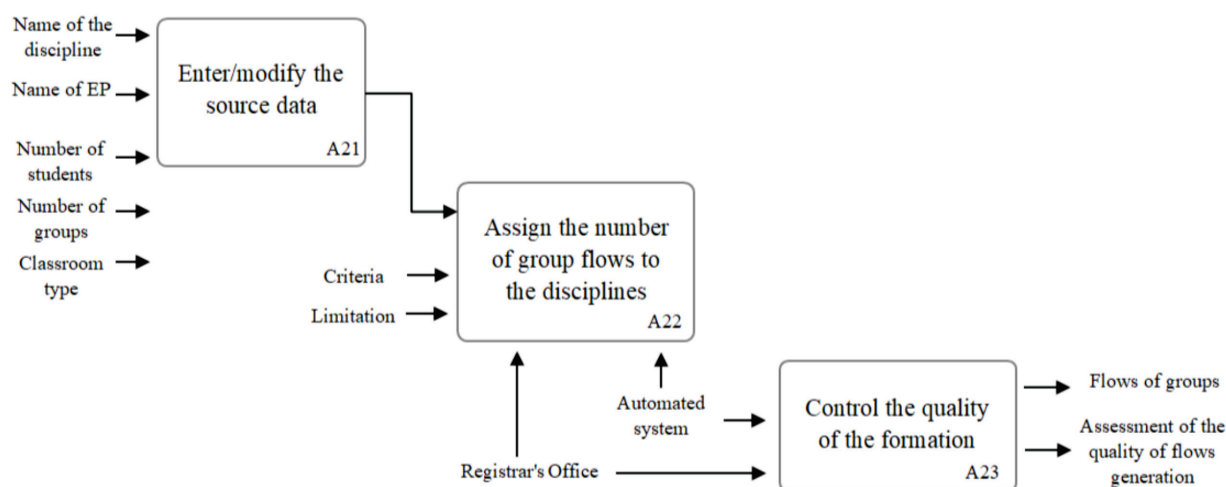 Name of the
discipline
Name of EP
Number of
students
Number of
groups
Classroom
type
Enter/modify the
source data
A21
Criteria
Limitation
Assign the number
of group flows to
the disciplines
A22
Automated
system
Registrar's Office
Control the quality
of the formation
A23
Flows of groups
Assessment of the
quality of flows
generation